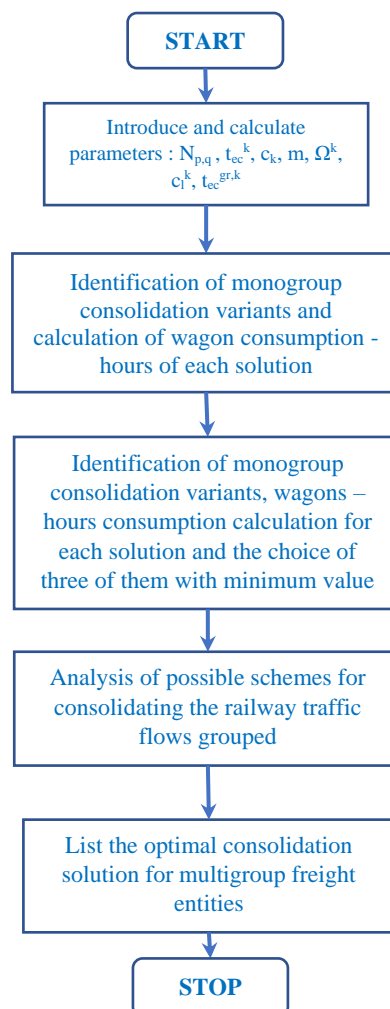 START
Introduce and calculate
parameters : Nₚ,q , tₑc^k, cₖ, m, Ω^k,
cₗ^k, tₑc^gr,k
Identification of monogroup
consolidation variants and
calculation of wagon consumption -
hours of each solution
Identification of monogroup
consolidation variants, wagons –
hours consumption calculation for
each solution and the choice of
three of them with minimum value
Analysis of possible schemes for
consolidating the railway traffic
flows grouped
List the optimal consolidation
solution for multigroup freight
entities
STOP